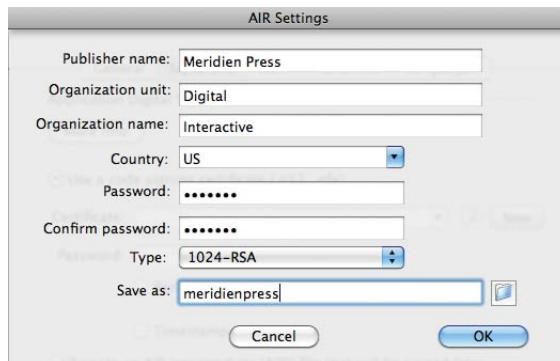 AIR Settings
Publisher name: Meridien Press
Organization unit: Digital
Organization name: Interactive
Country: US
Password: •••••••
Confirm password: •••••••
Type: 1024-RSA
Save as: meridienpress
Cancel OK